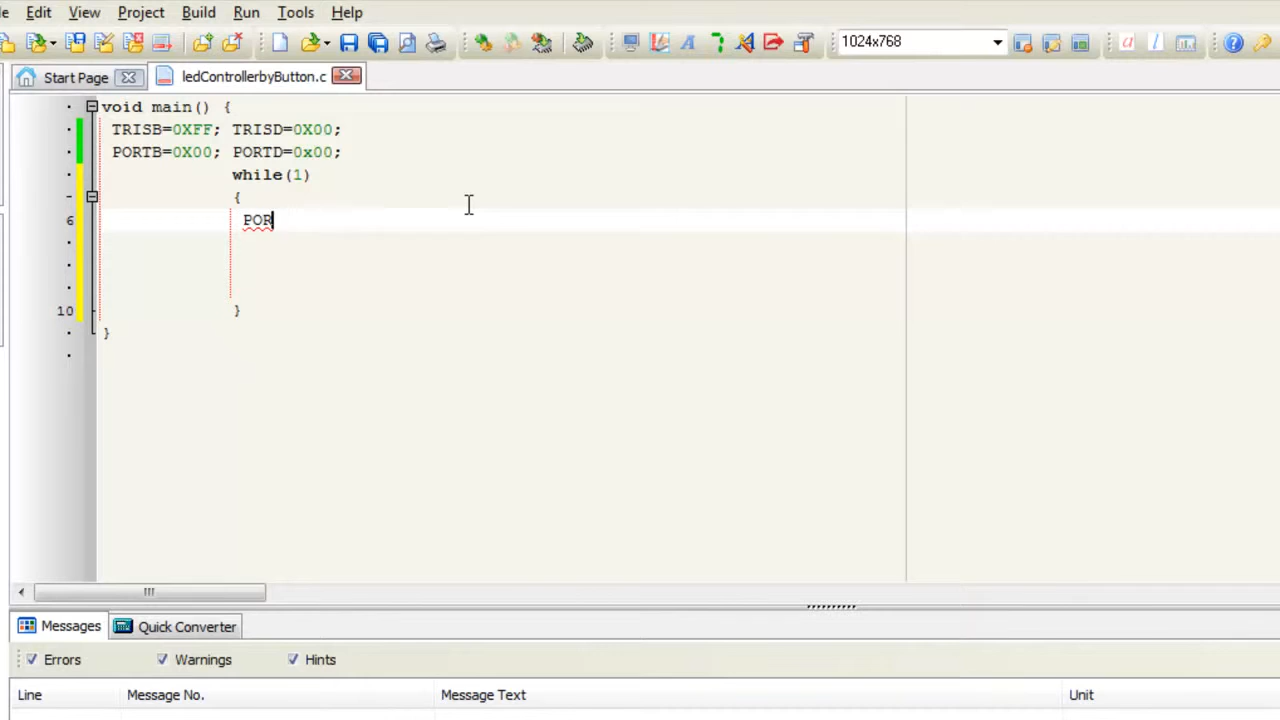 le Edit View Project Build Run Tools Help
1024x768
Start Page ledControllerbyButton.c
void main() {
TRISB=0XFF; TRISD=0X00;
PORTB=0X00; PORTD=0x00;
while(1)
{
6 POR
10 }
}
Messages Quick Converter
Errors Warnings Hints
Line Message No. Message Text Unit